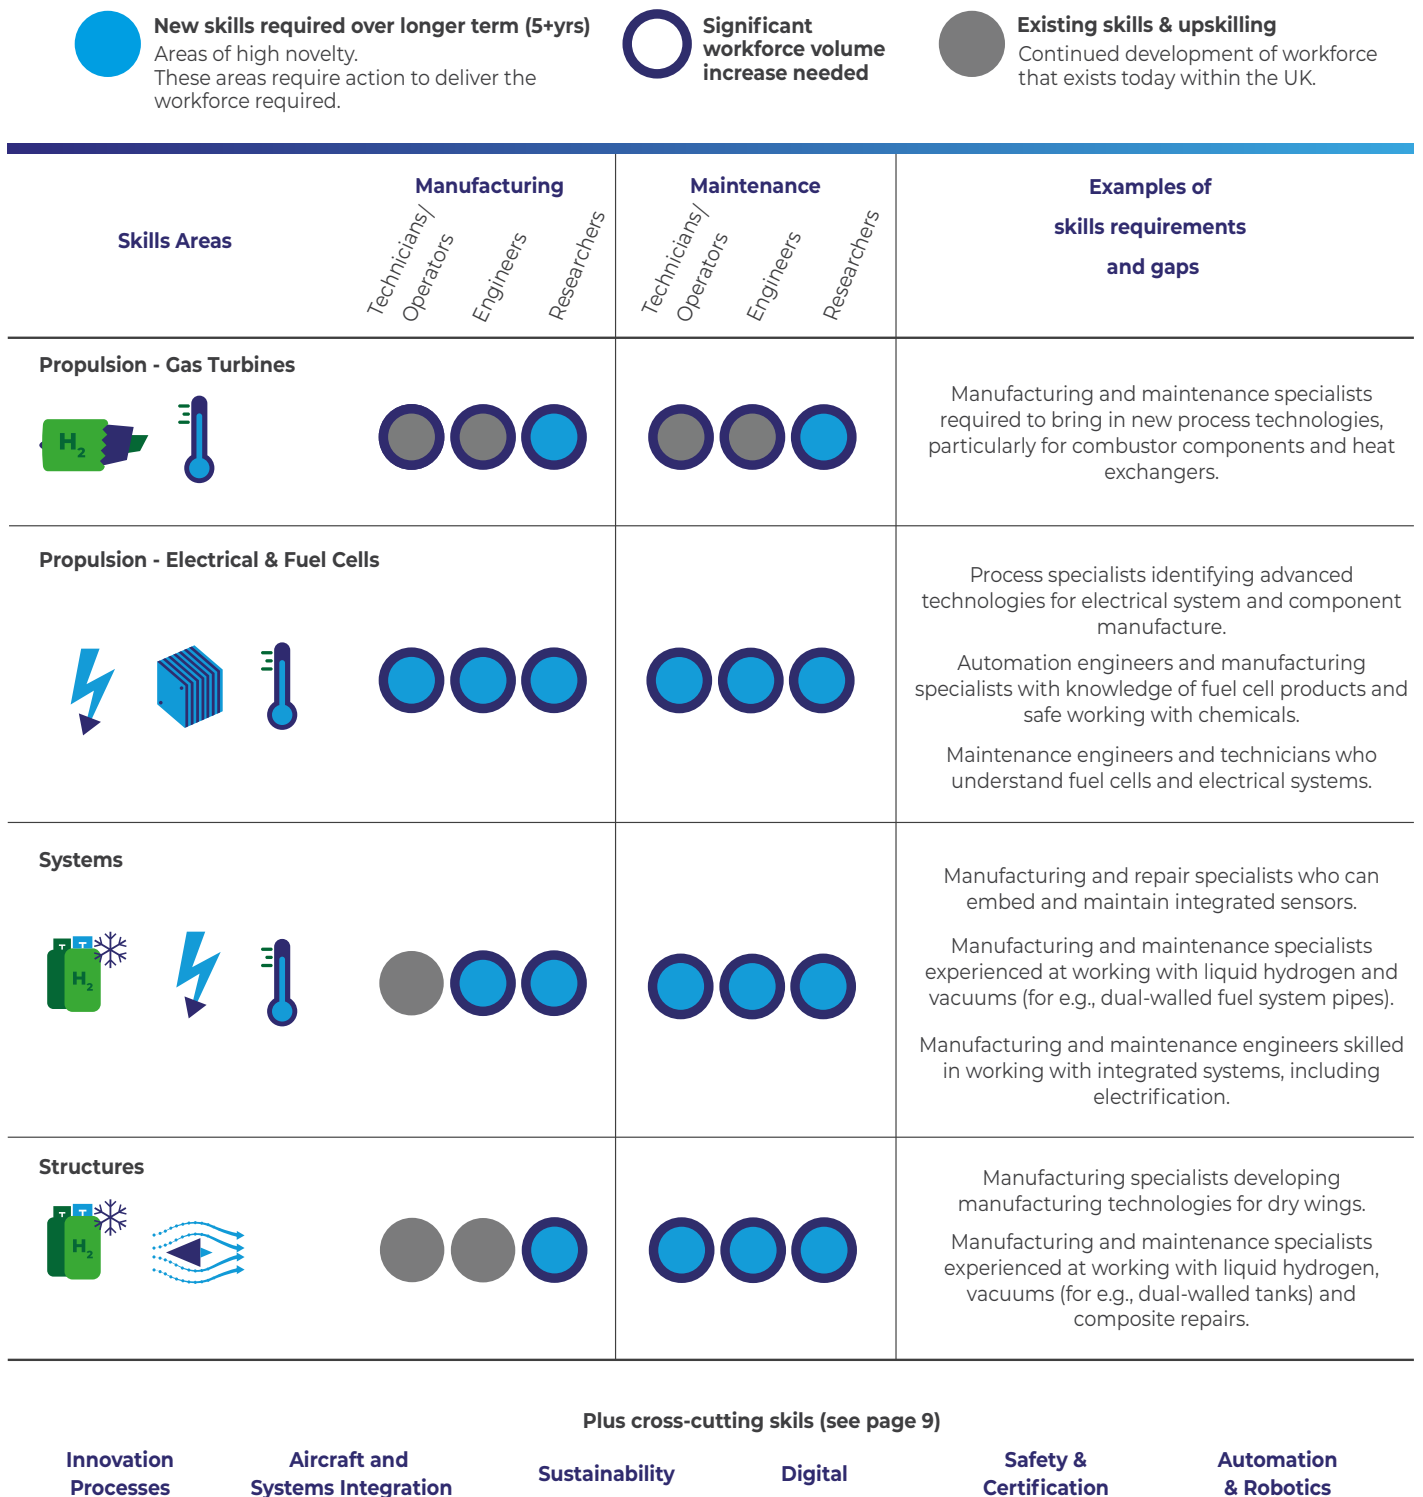 New skills required over longer term (5+yrs)
Areas of high novelty.
These areas require action to deliver the
workforce required.
Significant
workforce volume
increase needed
Existing skills & upskilling
Continued development of workforce
that exists today within the UK.
Skills Areas
Manufacturing
Technicians/
Operators
Engineers
Researchers
Maintenance
Technicians/
Operators
Engineers
Researchers
Examples of
skills requirements
and gaps
Propulsion - Gas Turbines
H2
Manufacturing and maintenance specialists
required to bring in new process technologies,
particularly for combustor components and heat
exchangers.
Propulsion - Electrical & Fuel Cells
Process specialists identifying advanced
technologies for electrical system and component
manufacture.
Automation engineers and manufacturing
specialists with knowledge of fuel cell products and
safe working with chemicals.
Maintenance engineers and technicians who
understand fuel cells and electrical systems.
Systems
H2
Manufacturing and repair specialists who can
embed and maintain integrated sensors.
Manufacturing and maintenance specialists
experienced at working with liquid hydrogen and
vacuums (for e.g., dual-walled fuel system pipes).
Manufacturing and maintenance engineers skilled
in working with integrated systems, including
electrification.
Structures
H2
Manufacturing specialists developing
manufacturing technologies for dry wings.
Manufacturing and maintenance specialists
experienced at working with liquid hydrogen,
vacuums (for e.g., dual-walled tanks) and
composite repairs.
Plus cross-cutting skils (see page 9)
Innovation
Processes
Aircraft and
Systems Integration
Sustainability
Digital
Safety &
Certification
Automation
& Robotics